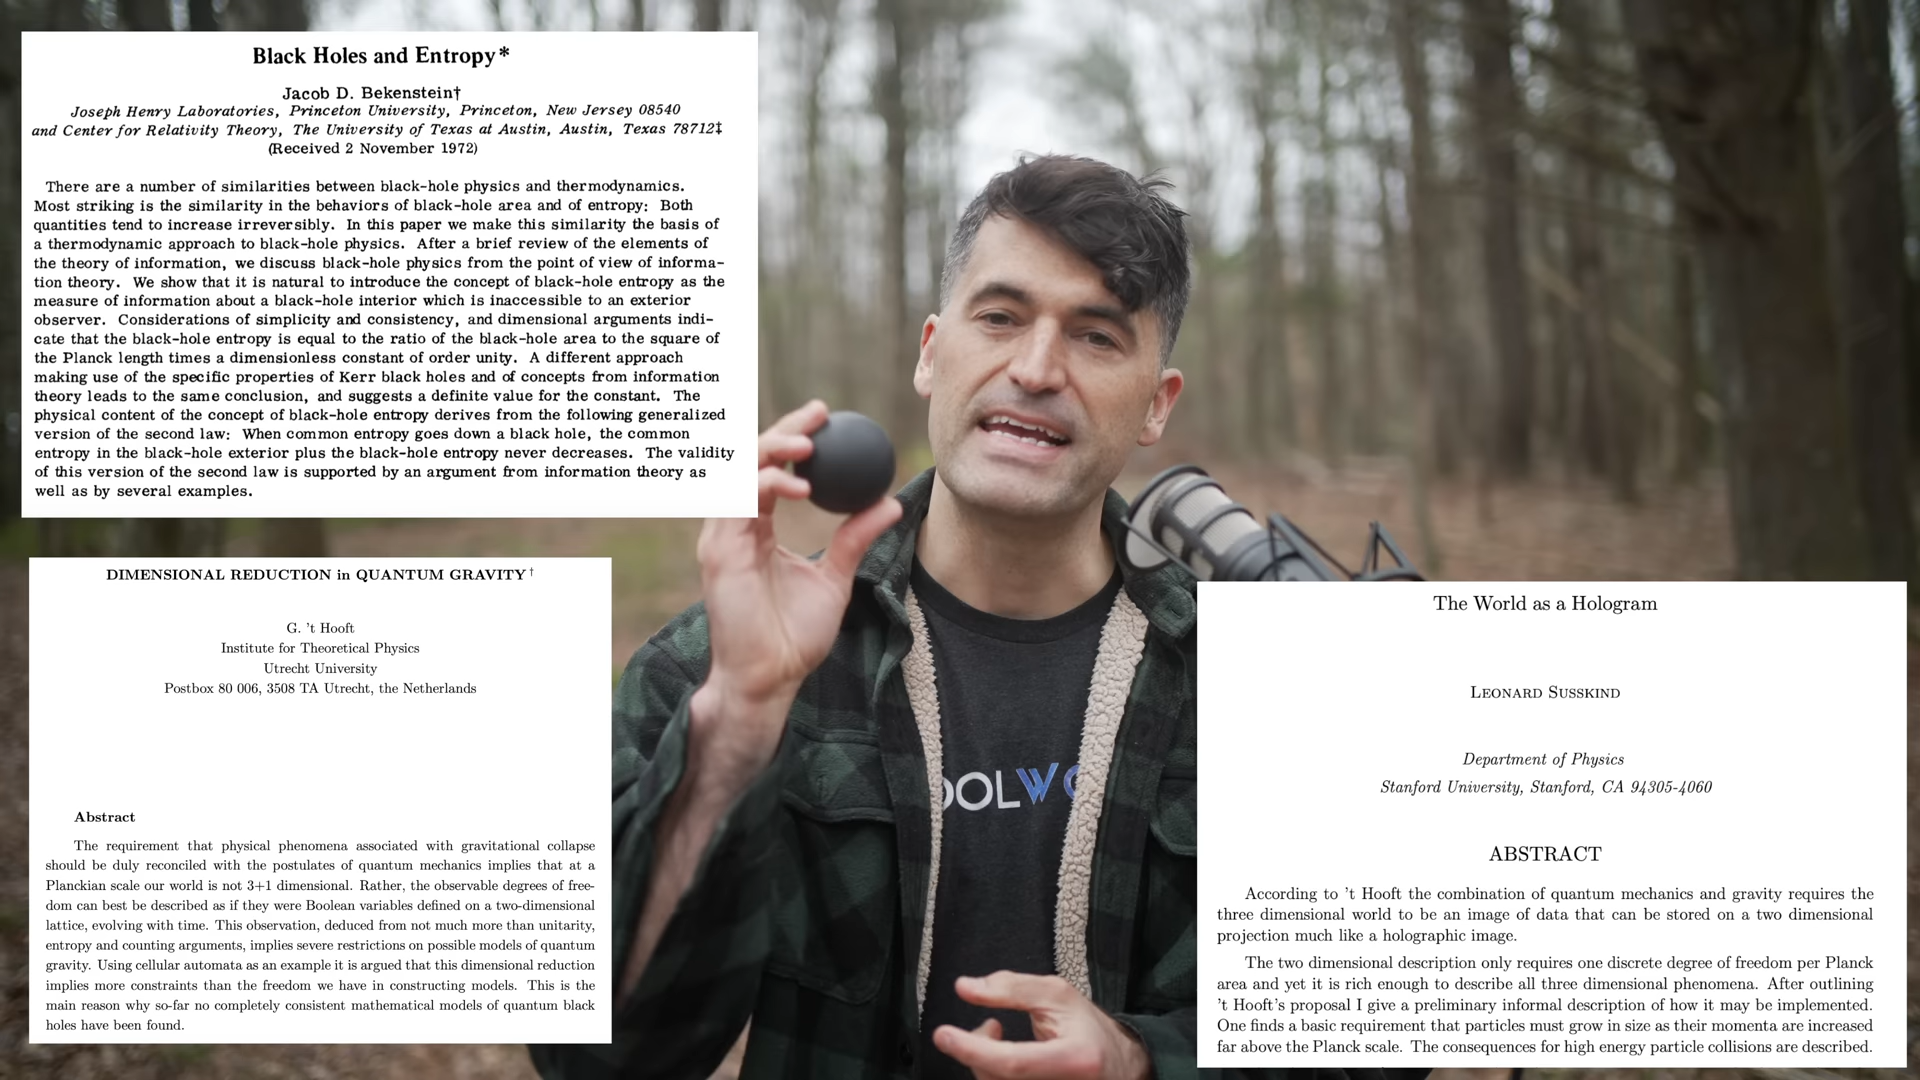 Black Holes and Entropy*
Jacob D. Bekenstein†
Joseph Henry Laboratories, Princeton University, Princeton, New Jersey 08540
and Center for Relativity Theory, The University of Texas at Austin, Austin, Texas 78712‡
(Received 2 November 1972)
There are a number of similarities between black-hole physics and thermodynamics.
Most striking is the similarity in the behaviors of black-hole area and of entropy: Both
quantities tend to increase irreversibly. In this paper we make this similarity the basis of
a thermodynamic approach to black-hole physics. After a brief review of the elements of
the theory of information, we discuss black-hole physics from the point of view of informa-
tion theory. We show that it is natural to introduce the concept of black-hole entropy as the
measure of information about a black-hole interior which is inaccessible to an exterior
observer. Considerations of simplicity and consistency, and dimensional arguments indi-
cate that the black-hole entropy is equal to the ratio of the black-hole area to the square of
the Planck length times a dimensionless constant of order unity. A different approach
making use of the specific properties of Kerr black holes and of concepts from information
theory leads to the same conclusion, and suggests a definite value for the constant. The
physical content of the concept of black-hole entropy derives from the following generalized
version of the second law: When common entropy goes down a black hole, the common
entropy in the black-hole exterior plus the black-hole entropy never decreases. The validity
of this version of the second law is supported by an argument from information theory as
well as by several examples.
DIMENSIONAL REDUCTION in QUANTUM GRAVITY†
G. 't Hooft
Institute for Theoretical Physics
Utrecht University
Postbox 80 006, 3508 TA Utrecht, the Netherlands
Abstract
The requirement that physical phenomena associated with gravitational collapse
should be duly reconciled with the postulates of quantum mechanics implies that at a
Planckian scale our world is not 3+1 dimensional. Rather, the observable degrees of free-
dom can best be described as if they were Boolean variables defined on a two-dimensional
lattice, evolving with time. This observation, deduced from not much more than unitarity,
entropy and counting arguments, implies severe restrictions on possible models of quantum
gravity. Using cellular automata as an example it is argued that this dimensional reduction
implies more constraints than the freedom we have in constructing models. This is the
main reason why so-far no completely consistent mathematical models of quantum black
holes have been found.
OOLWO
The World as a Hologram
Leonard Susskind
Department of Physics
Stanford University, Stanford, CA 94305-4060
ABSTRACT
According to 't Hooft the combination of quantum mechanics and gravity requires the
three dimensional world to be an image of data that can be stored on a two dimensional
projection much like a holographic image.
The two dimensional description only requires one discrete degree of freedom per Planck
area and yet it is rich enough to describe all three dimensional phenomena. After outlining
't Hooft's proposal I give a preliminary informal description of how it may be implemented.
One finds a basic requirement that particles must grow in size as their momenta are increased
far above the Planck scale. The consequences for high energy particle collisions are described.